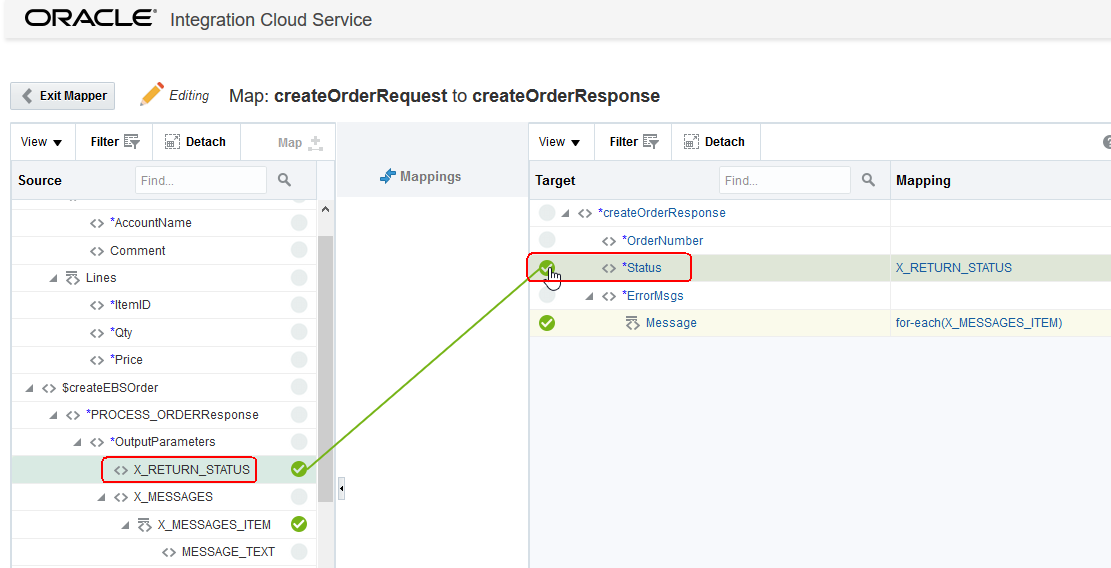 ORACLE® Integration Cloud Service
Exit Mapper
Editing
Map: createOrderRequest to createOrderResponse
View Filter Detach Map
Source Find...
*AccountName
Comment
Lines
*ItemID
*Qty
*Price
$createEBSOrder
*PROCESS_ORDERResponse
*OutputParameters
X_RETURN_STATUS
X_MESSAGES
X_MESSAGES_ITEM
MESSAGE_TEXT
Mappings
View Filter Detach
Target Find... Mapping
*createOrderResponse
*OrderNumber
*Status X_RETURN_STATUS
*ErrorMsgs
Message for-each(X_MESSAGES_ITEM)